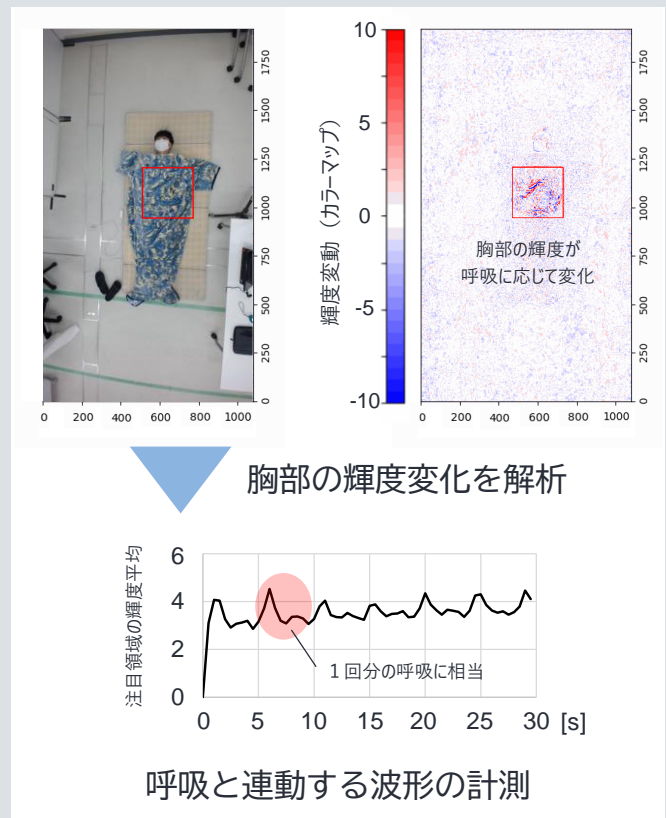 1750
1500
1250
1000
750
500
250
0
0 200 400 600 800 1000
輝度変動（カラーマップ）
10
5
0
-5
-10
胸部の輝度が
呼吸に応じて変化
1750
1500
1250
1000
750
500
250
0
0 200 400 600 800 1000
胸部の輝度変化を解析
注目領域の輝度平均
6
4
2
0
1回分の呼吸に相当
0 5 10 15 20 25 30 [s]
呼吸と連動する波形の計測